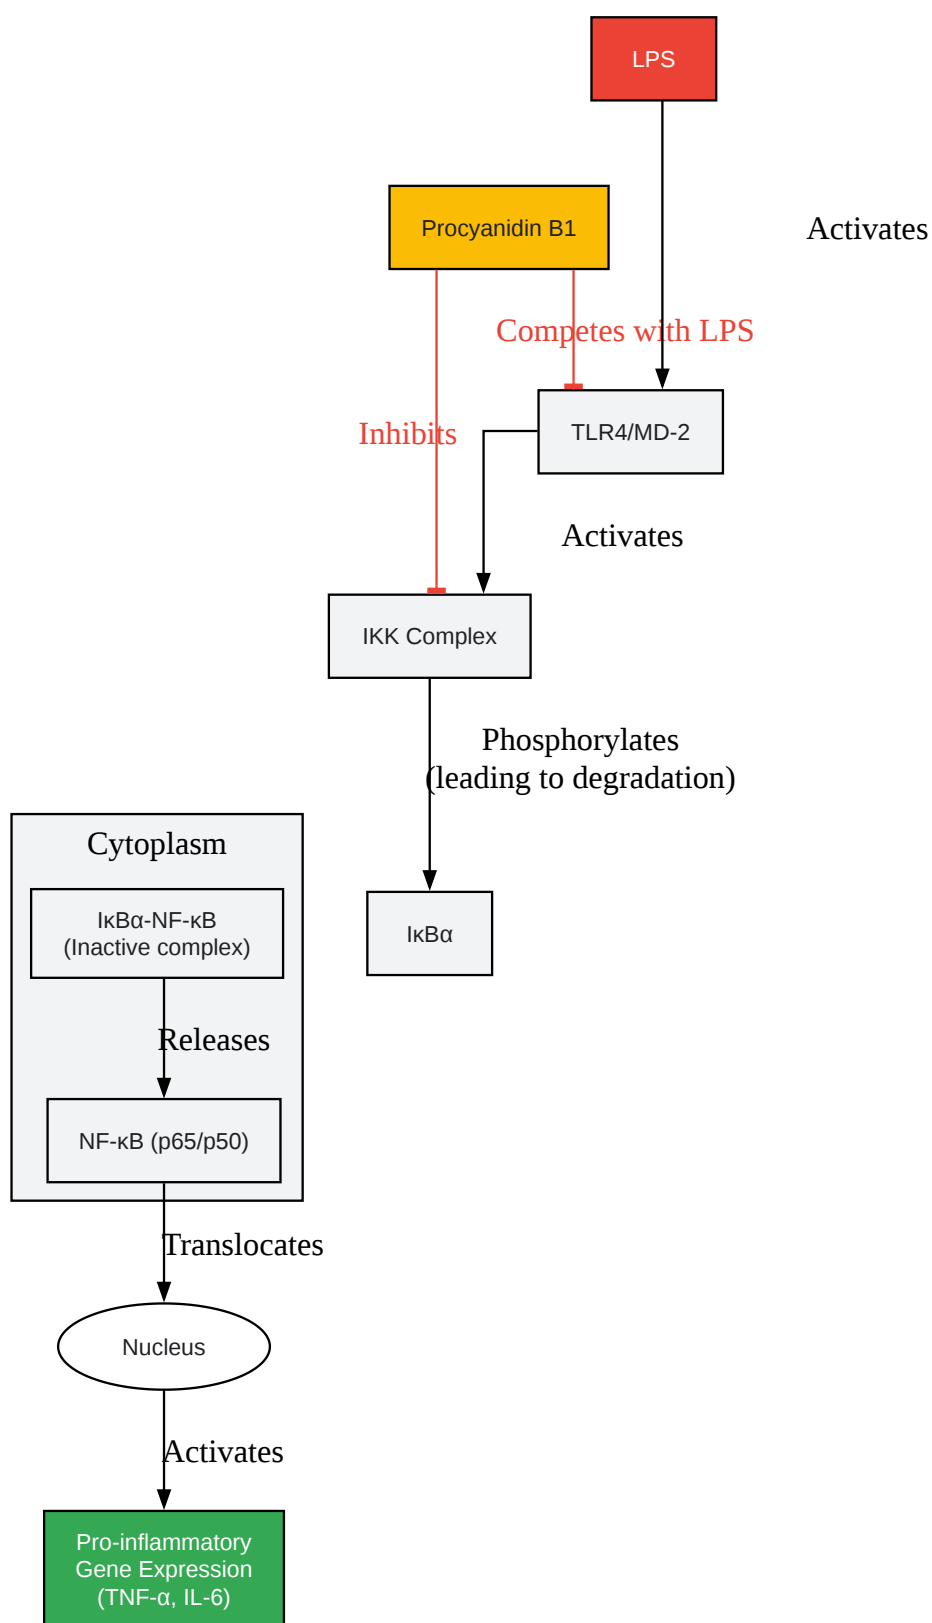 LPS
Procyanidin B1
Activates
Competes with LPS
Inhibits
TLR4/MD-2
Activates
IKK Complex
Phosphorylates
(leading to degradation)
Cytoplasm
IκBα-NF-κB
(Inactive complex)
IκBα
Releases
NF-κB (p65/p50)
Translocates
Nucleus
Activates
Pro-inflammatory
Gene Expression
(TNF-α, IL-6)